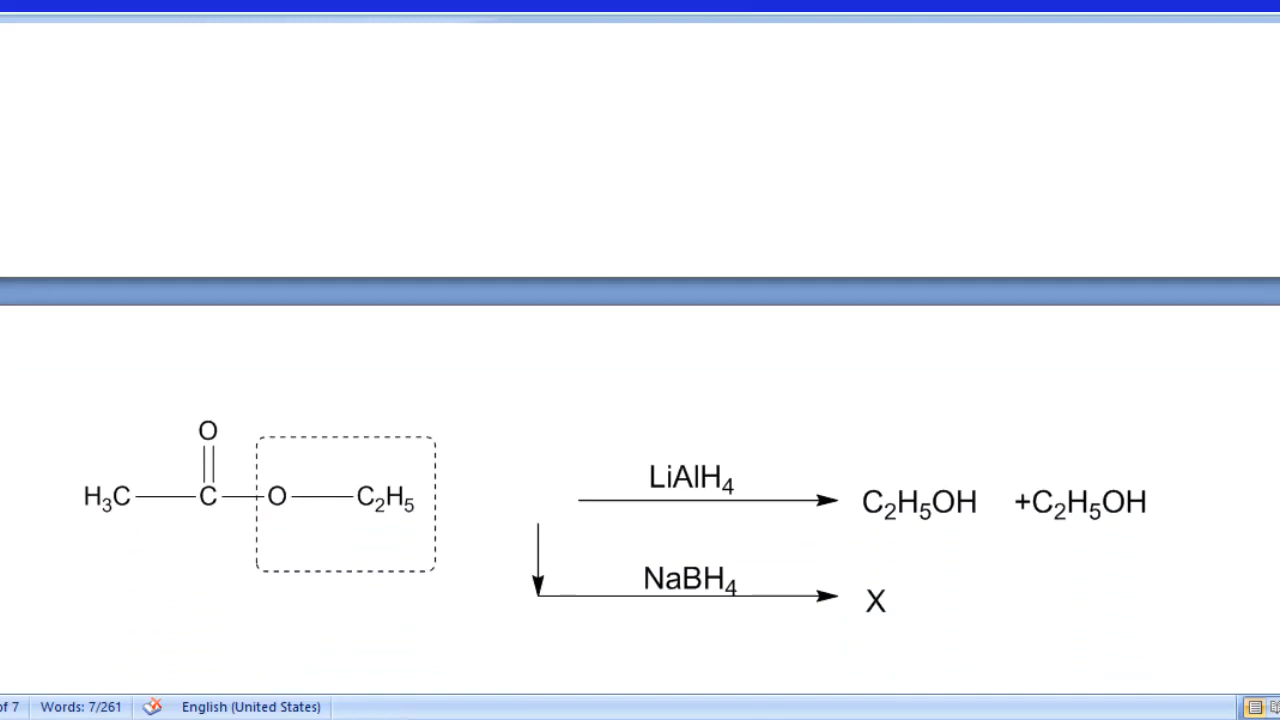 O
H3C C O C2H5
LiAlH4
C2H5OH +C2H5OH
NaBH4
X
of 7 Words: 7/261 English (United States)